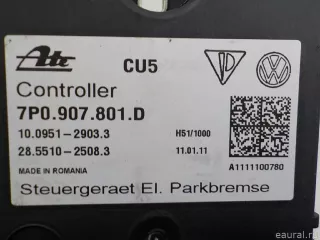 Ate CU5
Controller
7P0.907.801.D
10.0951-2903.3 H51/1000
28.5510-2508.3 11.01.11
MADE IN ROMANIA A1111100780
Steuergeraet El. Parkbremse
eaural.ru